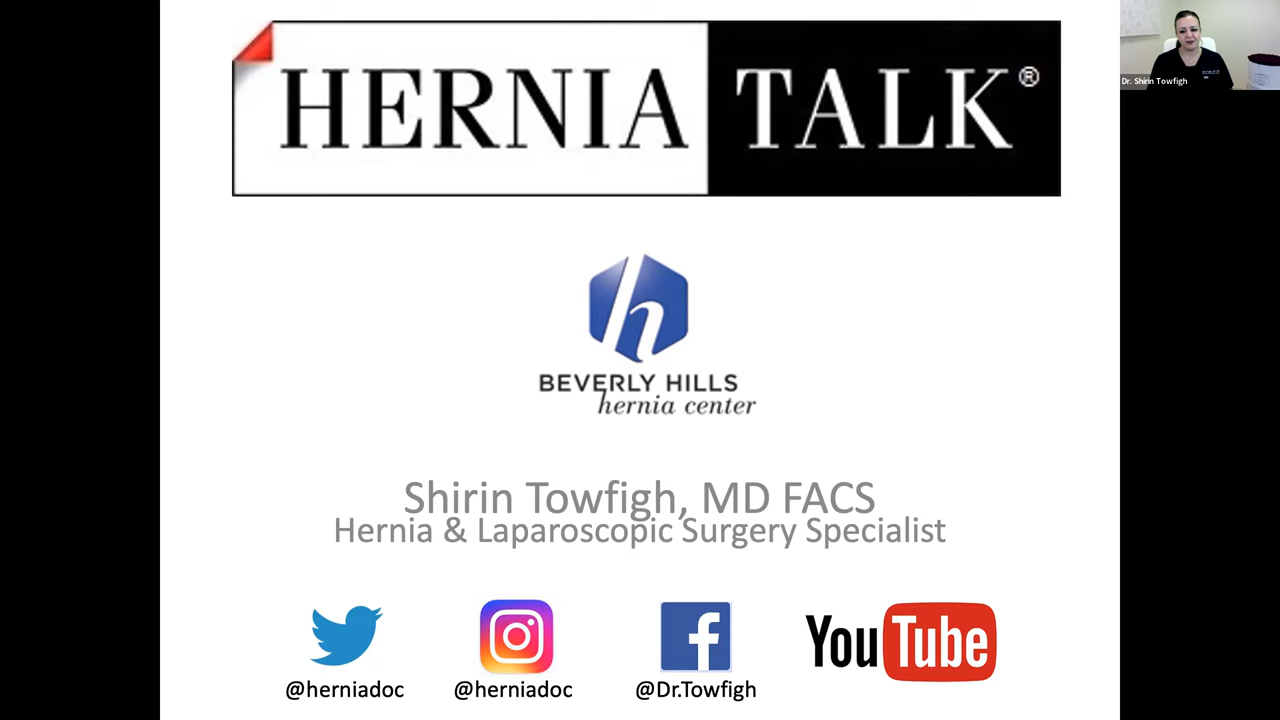 HERNIA TALK®
Dr. Shirin Towfigh
h
BEVERLY HILLS
hernia center
Shirin Towfigh, MD FACS
Hernia & Laparoscopic Surgery Specialist
YouTube
@herniadoc @herniadoc @Dr.Towfigh